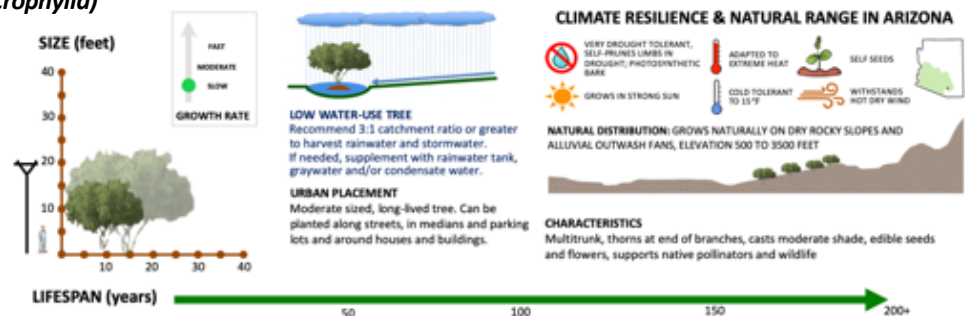 crophylla)
CLIMATE RESILIENCE & NATURAL RANGE IN ARIZONA
SIZE (feet)
40
30
20
10
10 20 30 40
FAST
MODERATE
SLOW
GROWTH RATE
LOW WATER-USE TREE
Recommend 3:1 catchment ratio or greater
to harvest rainwater and stormwater.
If needed, supplement with rainwater tank,
graywater and/or condensate water.
URBAN PLACEMENT
Moderate sized, long-lived tree. Can be
planted along streets, in medians and parking
lots and around houses and buildings.
VERY DROUGHT TOLERANT,
SELF-PRUNES LIMBS IN
DROUGHT; PHOTOSYNTHETIC
BARK
ADAPTED TO
EXTREME HEAT
SELF SEEDS
GROWS IN STRONG SUN
COLD TOLERANT
TO 15 °F
WITHSTANDS
HOT DRY WIND
NATURAL DISTRIBUTION: GROWS NATURALLY ON DRY ROCKY SLOPES AND
ALLUVIAL OUTWASH FANS, ELEVATION 500 TO 3500 FEET
CHARACTERISTICS
Multitrunk, thorns at end of branches, casts moderate shade, edible seeds
and flowers, supports native pollinators and wildlife
LIFESPAN (years)
50 100 150 200+